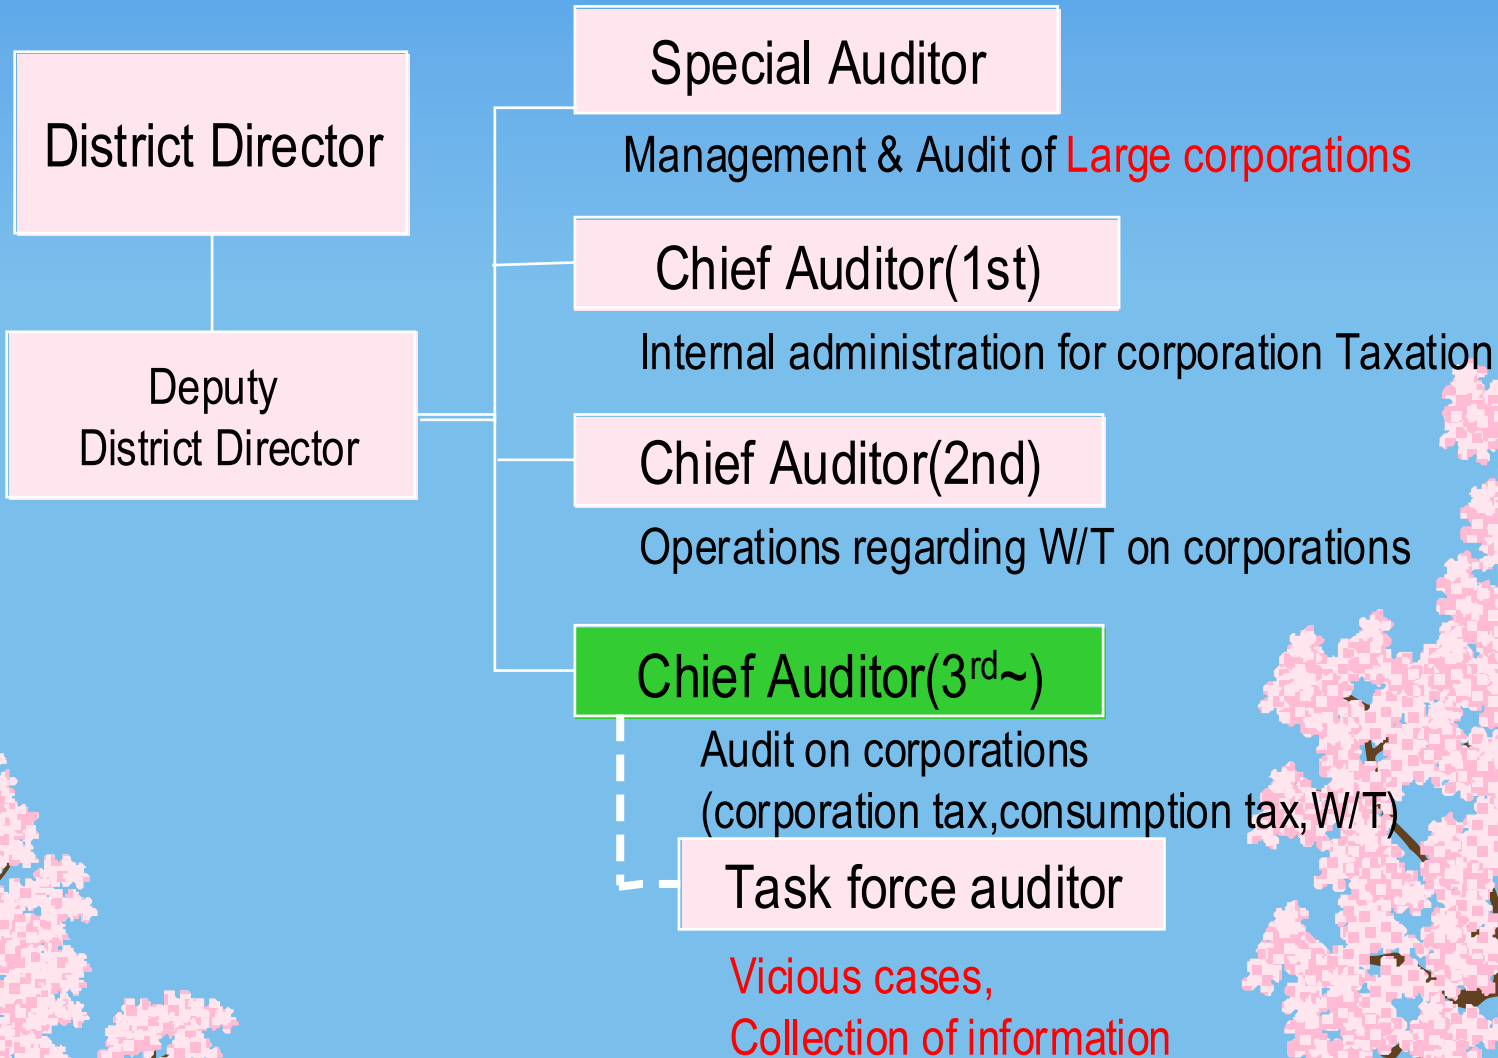 District Director
Deputy
District Director
Special Auditor
Management & Audit of Large corporations
Chief Auditor(1st)
Internal administration for corporation Taxation
Chief Auditor(2nd)
Operations regarding W/T on corporations
Chief Auditor(3rd~)
Audit on corporations
(corporation tax,consumption tax,W/T)
Task force auditor
Vicious cases,
Collection of information